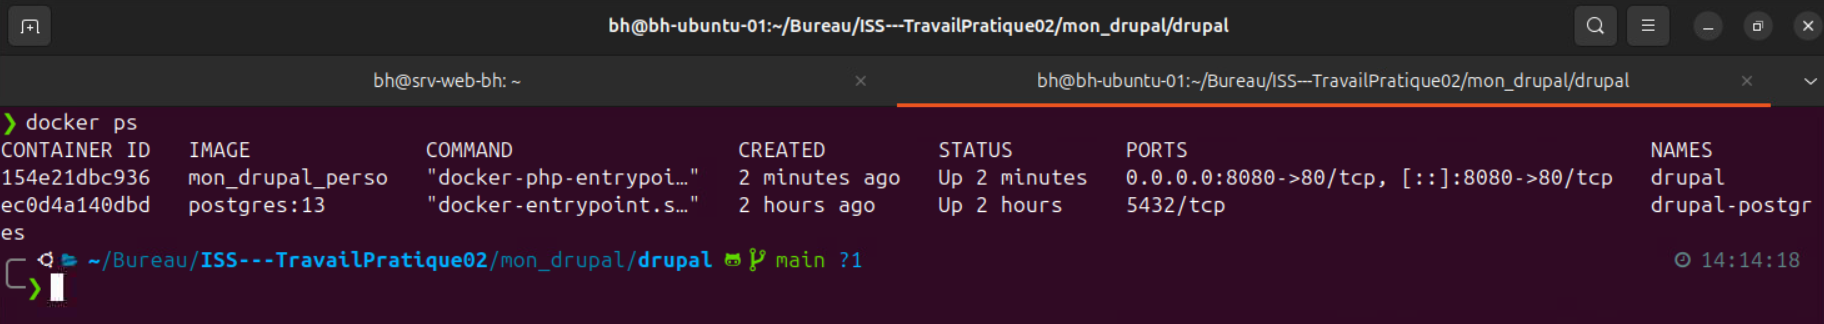 bh@bh-ubuntu-01:~/Bureau/ISS---TravailPratique02/mon_drupal/drupal
bh@srv-web-bh: ~ × bh@bh-ubuntu-01:~/Bureau/ISS---TravailPratique02/mon_drupal/drupal ×
❯ docker ps
CONTAINER ID IMAGE COMMAND CREATED STATUS PORTS NAMES
154e21dbc936 mon_drupal_perso "docker-php-entrypoi…" 2 minutes ago Up 2 minutes 0.0.0.0:8080->80/tcp, [::]:8080->80/tcp drupal
ec0d4a140dbd postgres:13 "docker-entrypoint.s…" 2 hours ago Up 2 hours 5432/tcp drupal-postgr
es
~/Bureau/ISS---TravailPratique02/mon_drupal/drupal main ?1 14:14:18
❯